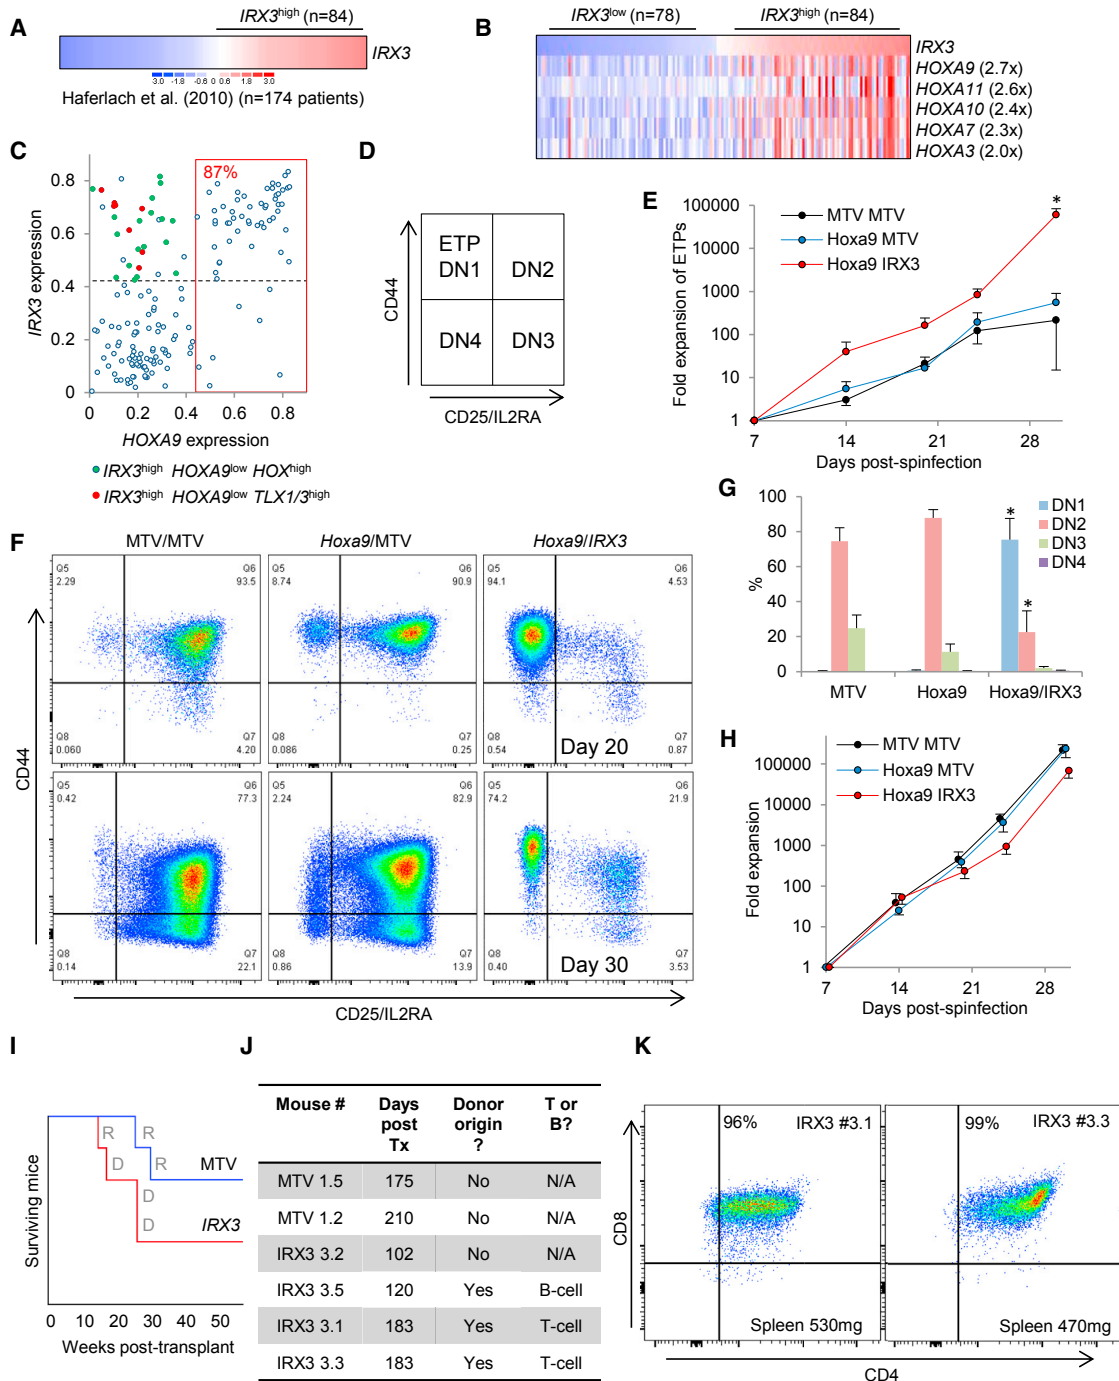 A
IRX3high (n=84)
IRX3
-3.0 -1.8 -0.6 0 0.6 1.8 3.0
Haferlach et al. (2010) (n=174 patients)
B
IRX3low (n=78)
IRX3high (n=84)
IRX3
HOXA9 (2.7x)
HOXA11 (2.6x)
HOXA10 (2.4x)
HOXA7 (2.3x)
HOXA3 (2.0x)
C
87%
0.8
0.6
0.4
0.2
0
IRX3 expression
0 0.2 0.4 0.6 0.8
HOXA9 expression
IRX3high HOXA9low HOXhigh
IRX3high HOXA9low TLX1/3high
D
ETP
DN1
DN2
DN4
DN3
CD44
CD25/IL2RA
E
Fold expansion of ETPs
100000
10000
1000
100
10
1
MTV MTV
Hoxa9 MTV
Hoxa9 IRX3
*
7 14 21 28
Days post-spinfection
F
MTV/MTV
Hoxa9/MTV
Hoxa9/IRX3
Q5
2.29
Q6
93.5
Q8
0.060
Q7
4.20
Q5
8.74
Q6
90.9
Q8
0.086
Q7
0.25
Q5
94.1
Q6
4.53
Q8
0.54
Q7
0.87
Day 20
Q5
0.42
Q6
77.3
Q8
0.14
Q7
22.1
Q5
2.24
Q6
82.9
Q8
0.86
Q7
13.9
Q5
74.2
Q6
21.9
Q8
0.40
Q7
3.53
Day 30
CD44
CD25/IL2RA
G
100
80
60
40
20
0
%
*
*
DN1
DN2
DN3
DN4
MTV Hoxa9 Hoxa9/IRX3
H
Fold expansion
100000
10000
1000
100
10
1
MTV MTV
Hoxa9 MTV
Hoxa9 IRX3
7 14 21 28
Days post-spinfection
I
Surviving mice
R
R
D
R
MTV
D
IRX3
D
0 10 20 30 40 50
Weeks post-transplant
J
Mouse # Days post Tx Donor origin ? T or B?
MTV 1.5 175 No N/A
MTV 1.2 210 No N/A
IRX3 3.2 102 No N/A
IRX3 3.5 120 Yes B-cell
IRX3 3.1 183 Yes T-cell
IRX3 3.3 183 Yes T-cell
K
CD8
96%
IRX3 #3.1
Spleen 530mg
99%
IRX3 #3.3
Spleen 470mg
CD4